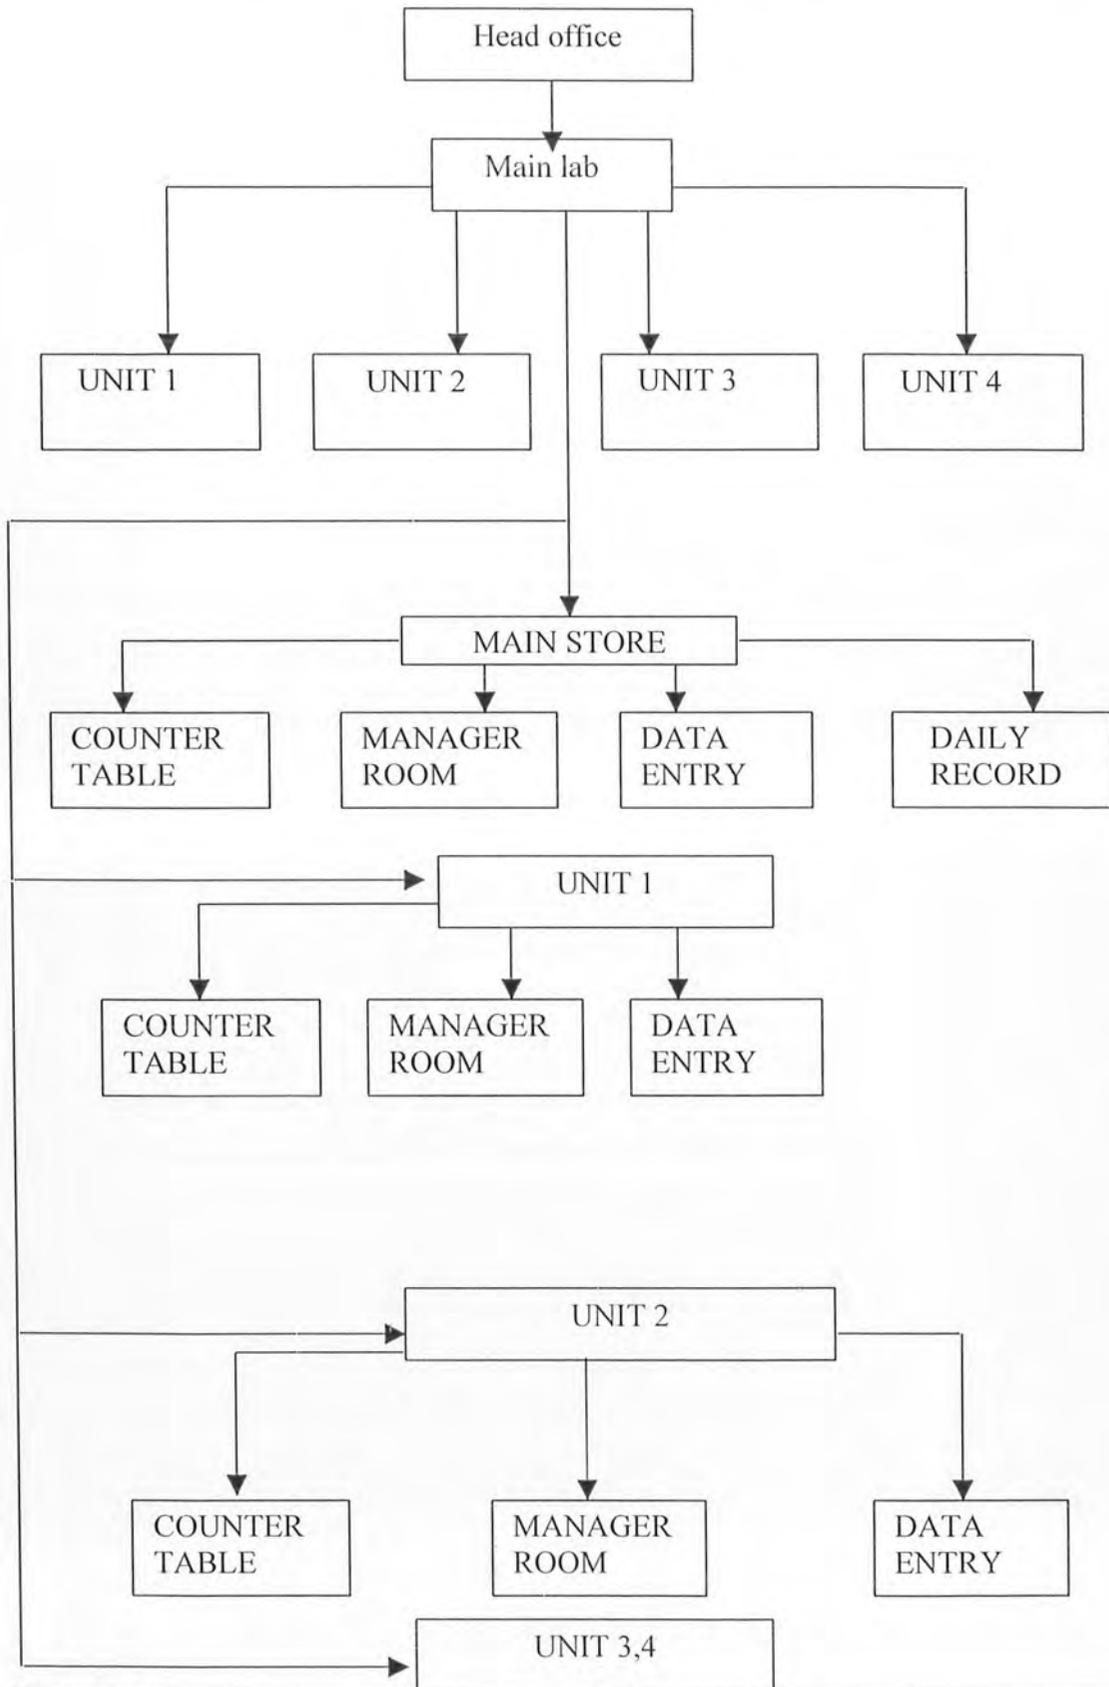 Head office
Main lab
UNIT 1
UNIT 2
UNIT 3
UNIT 4
MAIN STORE
COUNTER
TABLE
MANAGER
ROOM
DATA
ENTRY
DAILY
RECORD
UNIT 1
COUNTER
TABLE
MANAGER
ROOM
DATA
ENTRY
UNIT 2
COUNTER
TABLE
MANAGER
ROOM
DATA
ENTRY
UNIT 3,4